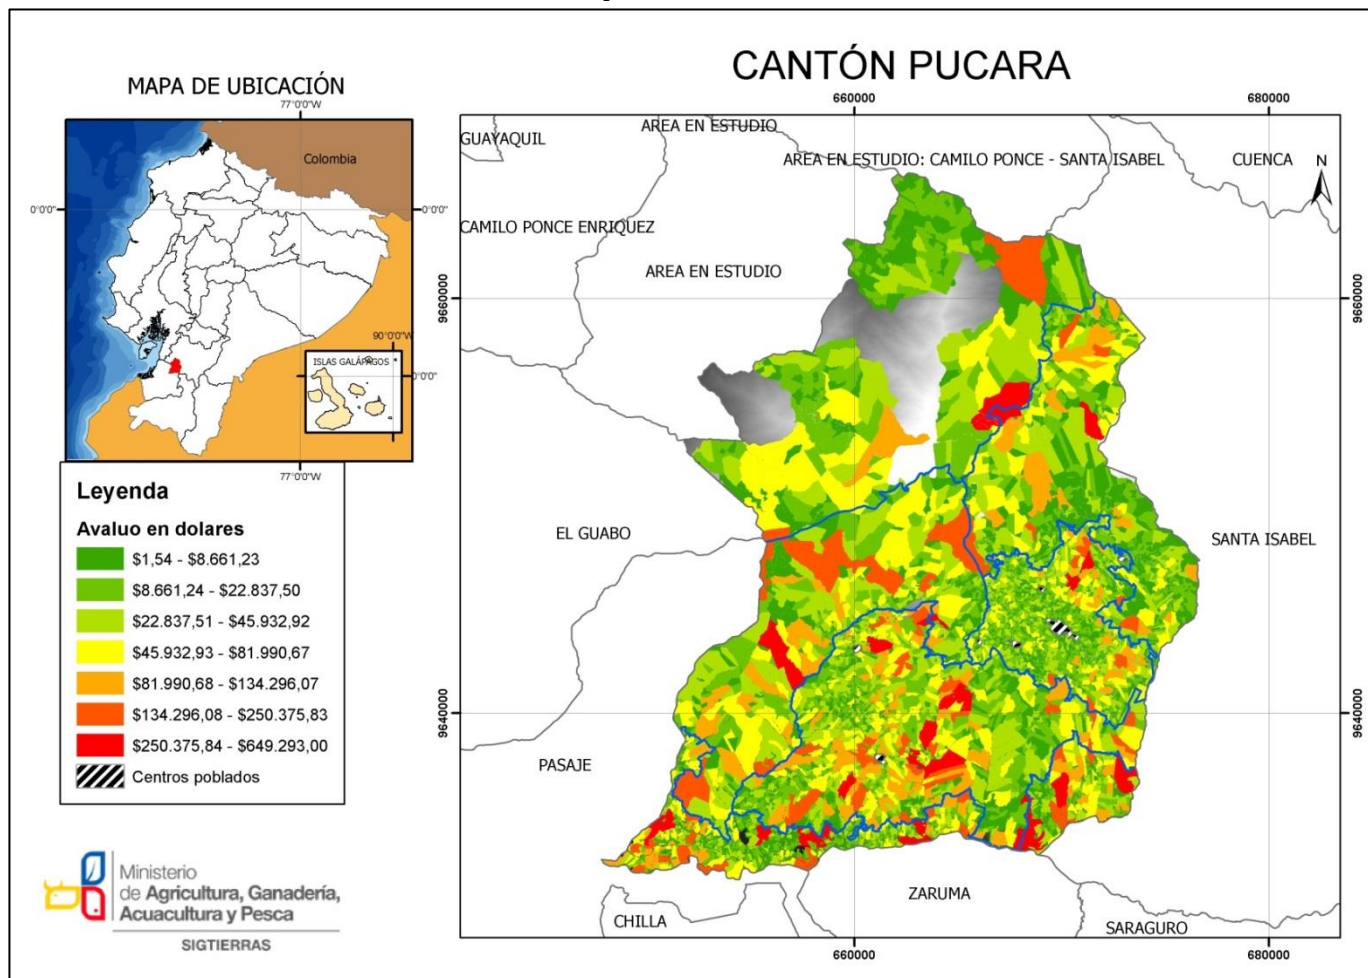 CANTÓN PUCARA
MAPA DE UBICACIÓN
77°0'0"W
Colombia
0°0'0"
0°0'0"
90°0'0"W
ISLAS GALÁPAGOS
0°0'0"
77°0'0"W
660000
680000
GUAYAQUIL
AREA EN ESTUDIO
AREA EN ESTUDIO: CAMILO PONCE - SANTA ISABEL
CUENCA
N
CAMILO PONCE ENRIQUEZ
AREA EN ESTUDIO
9660000
9660000
EL GUABO
SANTA ISABEL
9640000
9640000
PASAJE
ZARUMA
CHILLA
SARAGURO
660000
680000
Leyenda
Avaluo en dolares
$1,54 - $8.661,23
$8.661,24 - $22.837,50
$22.837,51 - $45.932,92
$45.932,93 - $81.990,67
$81.990,68 - $134.296,07
$134.296,08 - $250.375,83
$250.375,84 - $649.293,00
Centros poblados
Ministerio
de Agricultura, Ganadería,
Acuacultura y Pesca
SIGTIERRAS